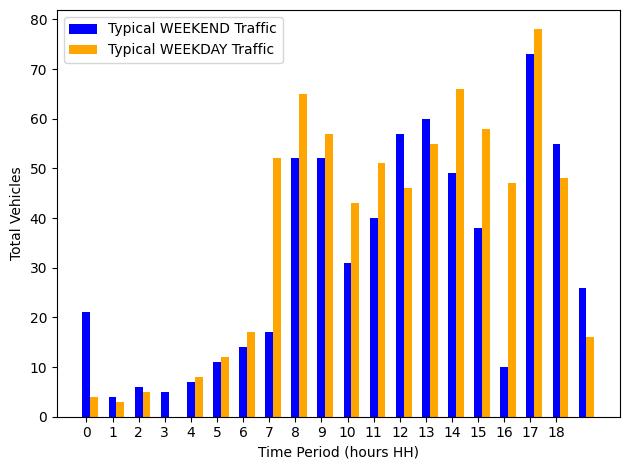 Typical WEEKEND Traffic
Typical WEEKDAY Traffic
Total Vehicles
80
70
60
50
40
30
20
10
0
0 1 2 3 4 5 6 7 8 9 10 11 12 13 14 15 16 17 18
Time Period (hours HH)